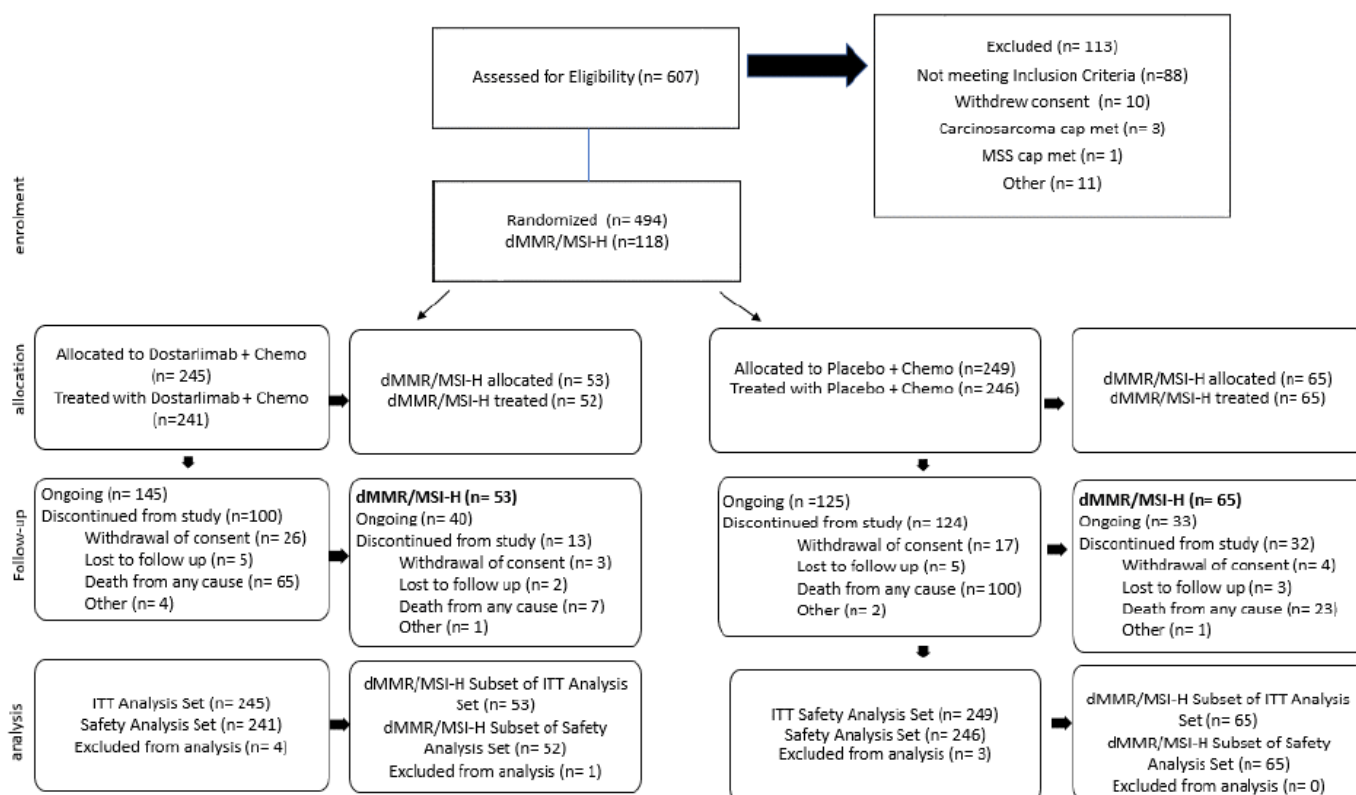 Assessed for Eligibility (n= 607)
Excluded (n= 113)
Not meeting Inclusion Criteria (n=88)
Withdrew consent (n= 10)
Carcinosarcoma cap met (n= 3)
MSS cap met (n= 1)
Other (n= 11)
enrolment
Randomized (n= 494)
dMMR/MSI-H (n=118)
allocation
Allocated to Dostarlimab + Chemo
(n= 245)
Treated with Dostarlimab + Chemo
(n=241)
dMMR/MSI-H allocated (n= 53)
dMMR/MSI-H treated (n= 52)
Allocated to Placebo + Chemo (n=249)
Treated with Placebo + Chemo (n= 246)
dMMR/MSI-H allocated (n= 65)
dMMR/MSI-H treated (n= 65)
Follow-up
Ongoing (n= 145)
Discontinued from study (n=100)
Withdrawal of consent (n= 26)
Lost to follow up (n= 5)
Death from any cause (n= 65)
Other (n= 4)
dMMR/MSI-H (n= 53)
Ongoing (n= 40)
Discontinued from study (n= 13)
Withdrawal of consent (n= 3)
Lost to follow up (n= 2)
Death from any cause (n= 7)
Other (n= 1)
Ongoing (n =125)
Discontinued from study (n= 124)
Withdrawal of consent (n= 17)
Lost to follow up (n= 5)
Death from any cause (n= 100)
Other (n= 2)
dMMR/MSI-H (n= 65)
Ongoing (n= 33)
Discontinued from study (n= 32)
Withdrawal of consent (n= 4)
Lost to follow up (n= 3)
Death from any cause (n= 23)
Other (n= 1)
analysis
ITT Analysis Set (n= 245)
Safety Analysis Set (n= 241)
Excluded from analysis (n= 4)
dMMR/MSI-H Subset of ITT Analysis
Set (n= 53)
dMMR/MSI-H Subset of Safety
Analysis Set (n= 52)
Excluded from analysis (n= 1)
ITT Safety Analysis Set (n= 249)
Safety Analysis Set (n= 246)
Excluded from analysis (n= 3)
dMMR/MSI-H Subset of ITT Analysis
Set (n= 65)
dMMR/MSI-H Subset of Safety
Analysis Set (n= 65)
Excluded from analysis (n= 0)